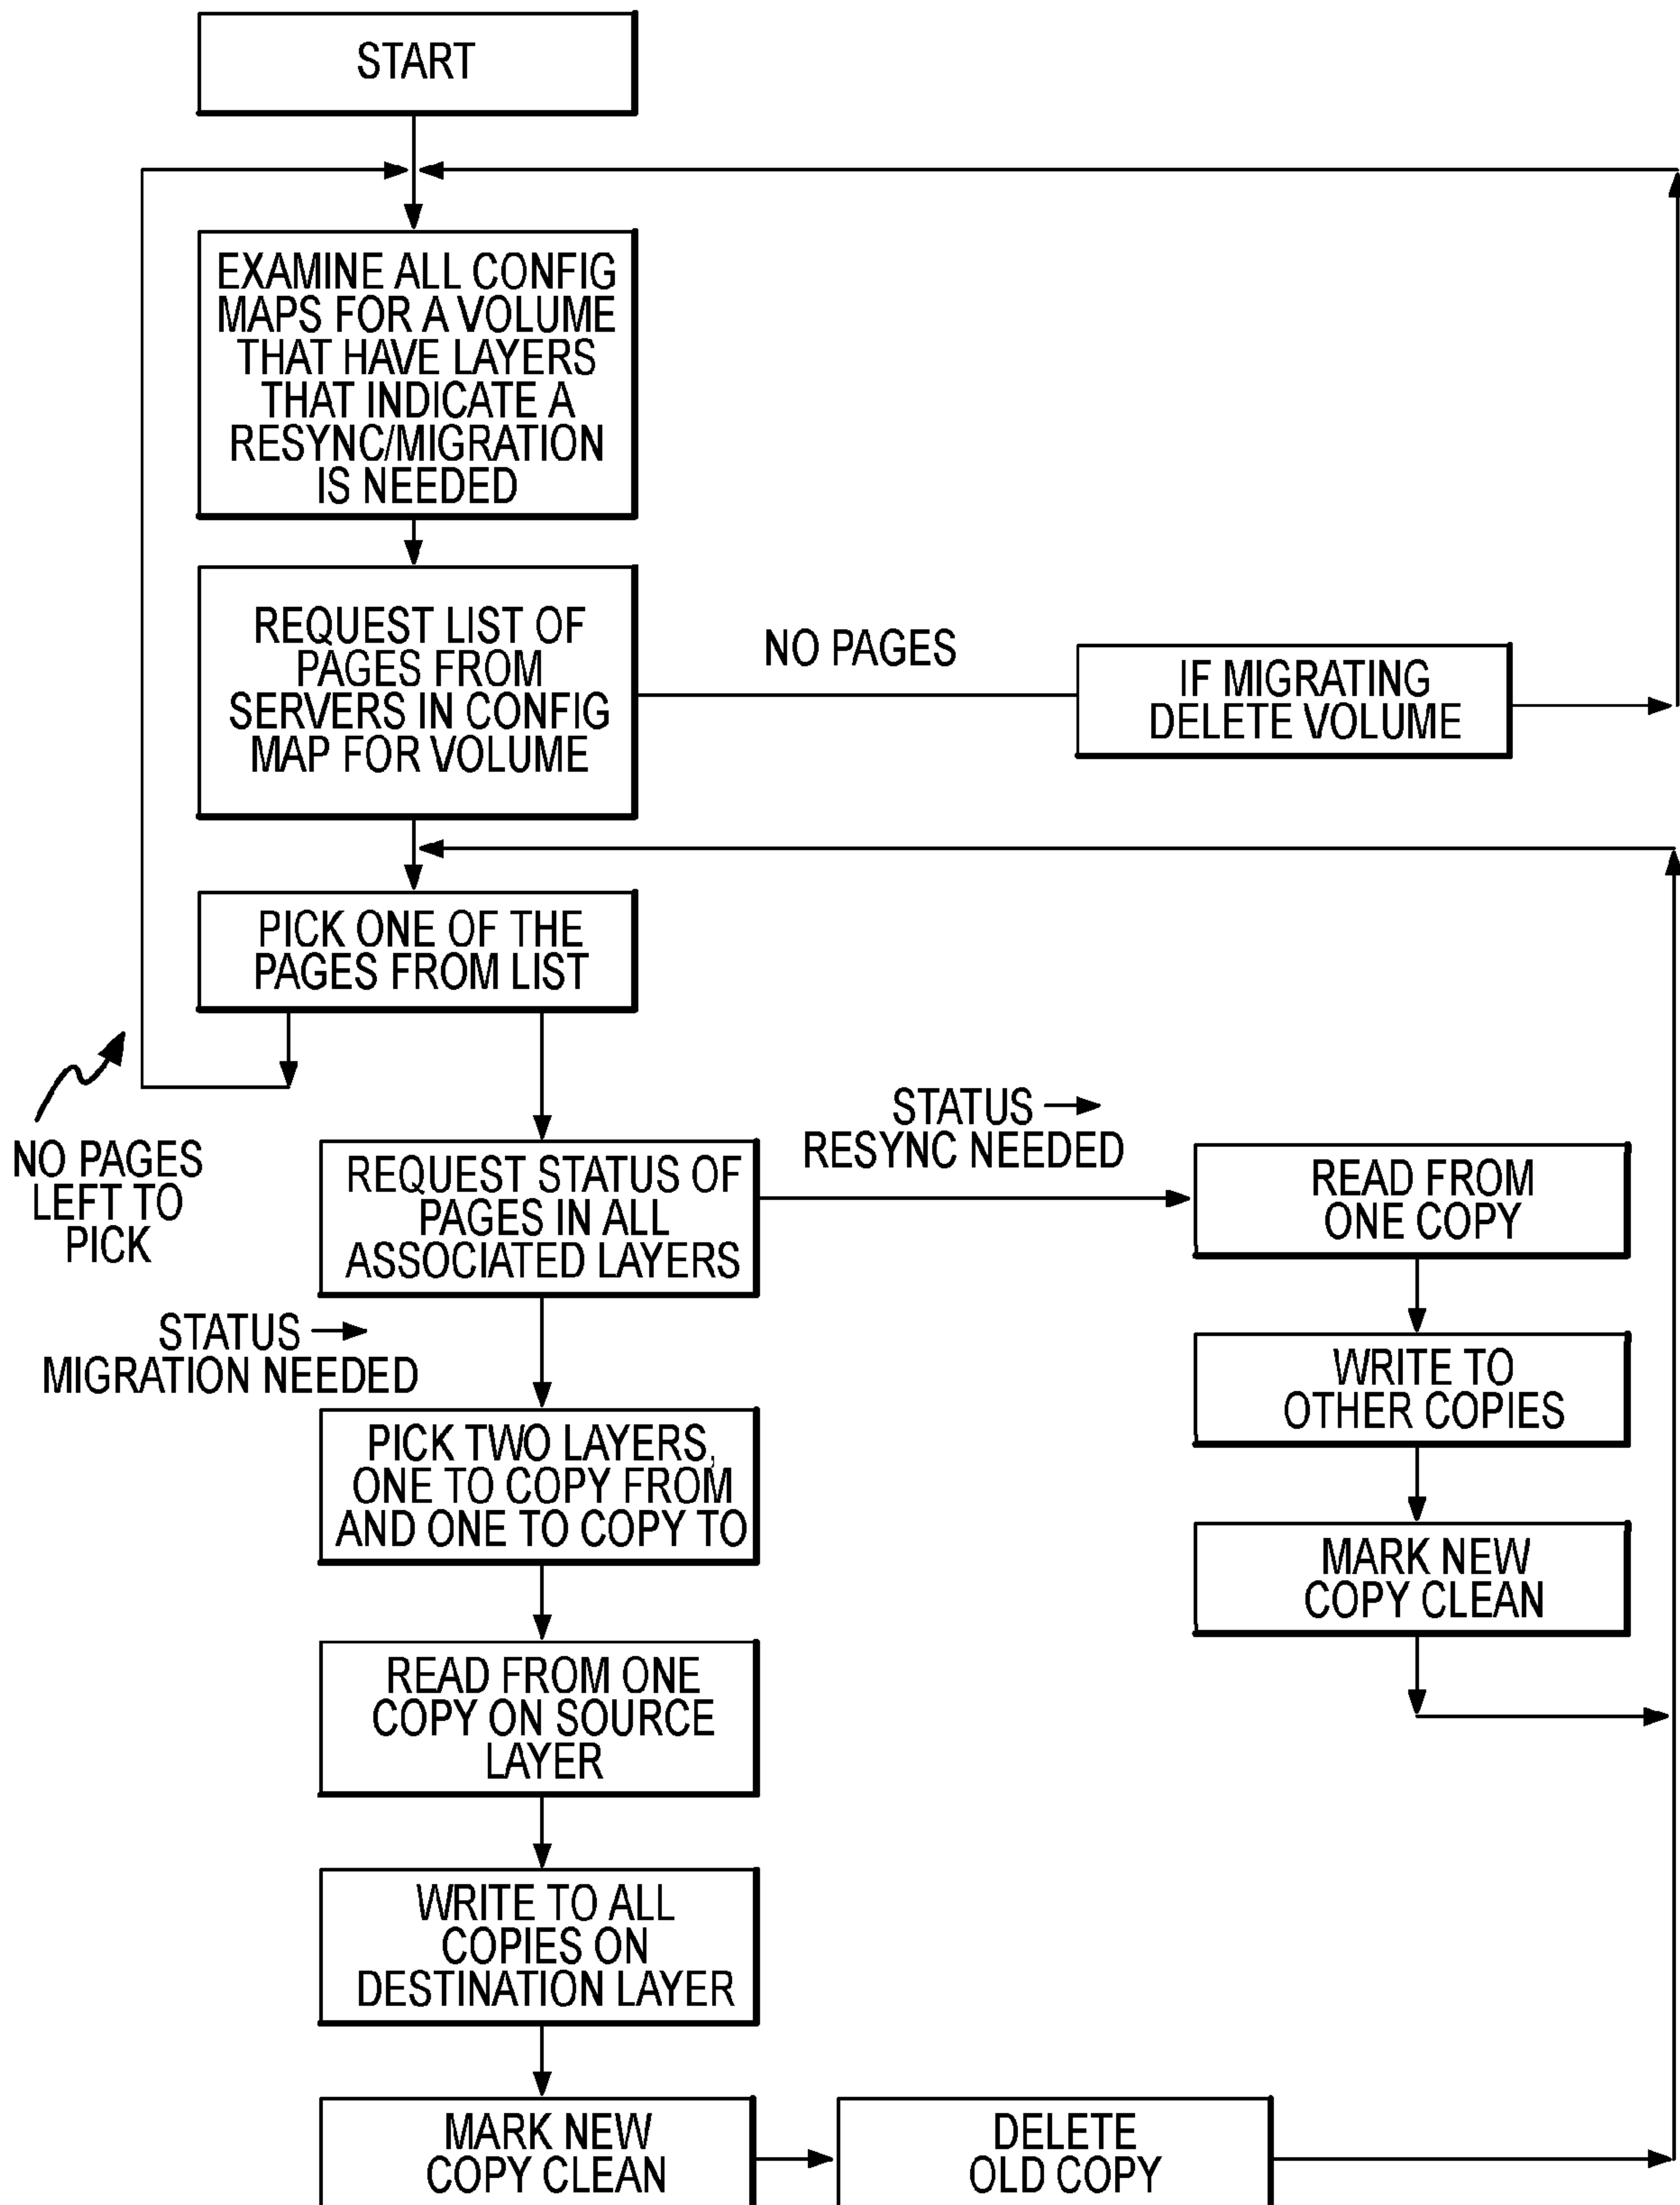 START
EXAMINE ALL CONFIG
MAPS FOR A VOLUME
THAT HAVE LAYERS
THAT INDICATE A
RESYNC/MIGRATION
IS NEEDED
REQUEST LIST OF
PAGES FROM
SERVERS IN CONFIG
MAP FOR VOLUME
NO PAGES
IF MIGRATING
DELETE VOLUME
PICK ONE OF THE
PAGES FROM LIST
NO PAGES
LEFT TO
PICK
REQUEST STATUS OF
PAGES IN ALL
ASSOCIATED LAYERS
STATUS →
RESYNC NEEDED
READ FROM
ONE COPY
WRITE TO
OTHER COPIES
MARK NEW
COPY CLEAN
STATUS →
MIGRATION NEEDED
PICK TWO LAYERS,
ONE TO COPY FROM
AND ONE TO COPY TO
READ FROM ONE
COPY ON SOURCE
LAYER
WRITE TO ALL
COPIES ON
DESTINATION LAYER
MARK NEW
COPY CLEAN
DELETE
OLD COPY